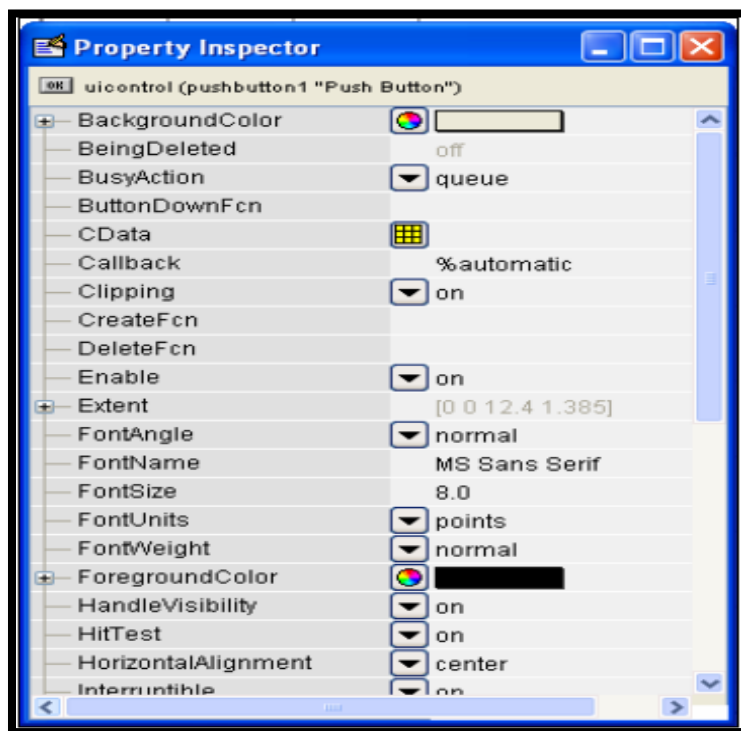 Property Inspector
OK uicontrol (pushbutton1 "Push Button")
BackgroundColor
BeingDeleted off
BusyAction queue
ButtonDownFcn
CData
Callback %automatic
Clipping on
CreateFcn
DeleteFcn
Enable on
Extent [0 0 12.4 1.385]
FontAngle normal
FontName MS Sans Serif
FontSize 8.0
FontUnits points
FontWeight normal
ForegroundColor
HandleVisibility on
HitTest on
HorizontalAlignment center
Interruptible on